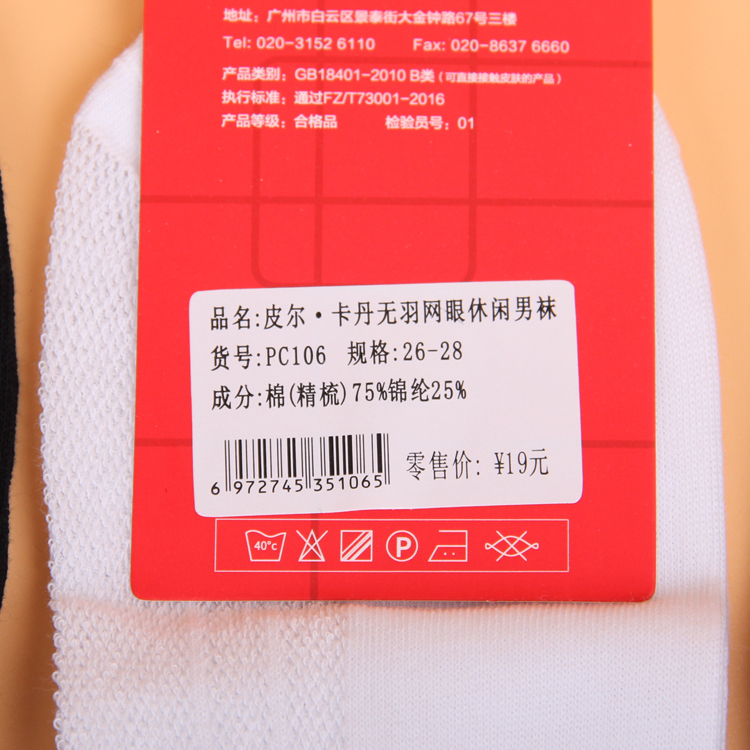 地址：广州市白云区景泰街大金钟路67号三楼
Tel: 020-3152 6110 Fax: 020-8637 6660
产品类别：GB18401-2010 B类（可直接接触皮肤的产品）
执行标准：通过FZ/T73001-2016
产品等级：合格品 检验员号：01
品名:皮尔·卡丹无羽网眼休闲男袜
货号:PC106 规格:26-28
成分:棉(精梳)75%锦纶25%
零售价: ¥19元
6 972745 351065
40°c
P